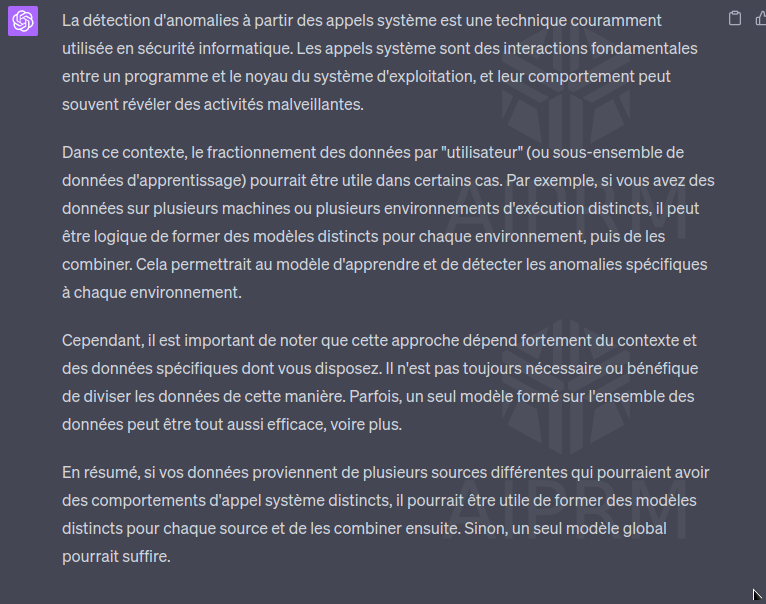 La détection d'anomalies à partir des appels système est une technique couramment
utilisée en sécurité informatique. Les appels système sont des interactions fondamentales
entre un programme et le noyau du système d'exploitation, et leur comportement peut
souvent révéler des activités malveillantes.
Dans ce contexte, le fractionnement des données par "utilisateur" (ou sous-ensemble de
données d'apprentissage) pourrait être utile dans certains cas. Par exemple, si vous avez des
données sur plusieurs machines ou plusieurs environnements d'exécution distincts, il peut
être logique de former des modèles distincts pour chaque environnement, puis de les
combiner. Cela permettrait au modèle d'apprendre et de détecter les anomalies spécifiques
à chaque environnement.
Cependant, il est important de noter que cette approche dépend fortement du contexte et
des données spécifiques dont vous disposez. Il n'est pas toujours nécessaire ou bénéfique
de diviser les données de cette manière. Parfois, un seul modèle formé sur l'ensemble des
données peut être tout aussi efficace, voire plus.
En résumé, si vos données proviennent de plusieurs sources différentes qui pourraient avoir
des comportements d'appel système distincts, il pourrait être utile de former des modèles
distincts pour chaque source et de les combiner ensuite. Sinon, un seul modèle global
pourrait suffire.
AIPRM
AIPRM